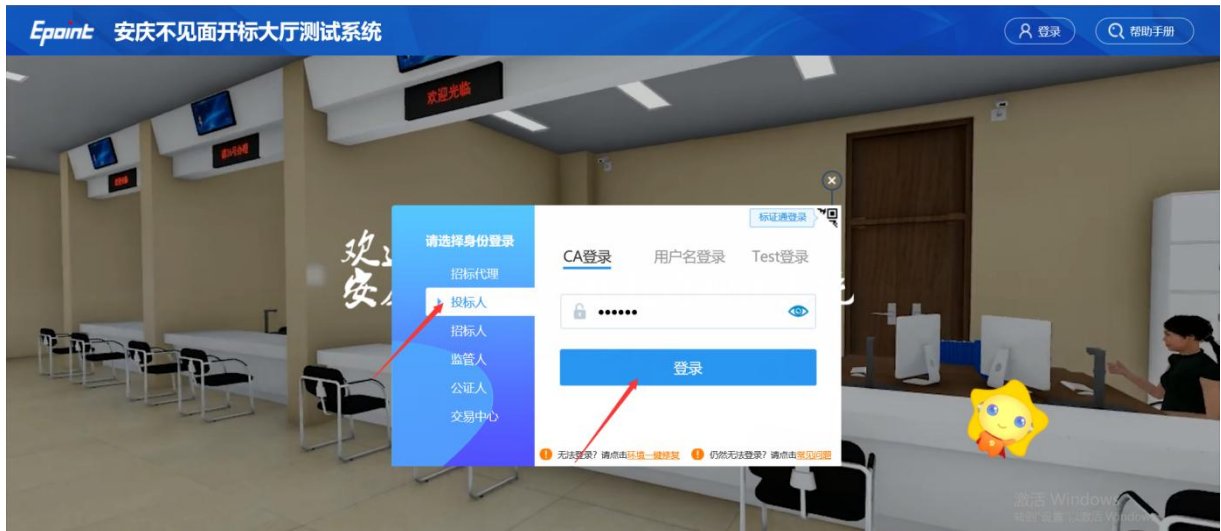 Epoint 安庆不见面开标大厅测试系统
登录
帮助手册
欢迎光临
标证通登录
请选择身份登录
CA登录 用户名登录 Test登录
招标代理
投标人
招标人
监管人
公证人
交易中心
••••••
登录
无法登录？请点击环境一键修复 仍然无法登录？请点击常见问题
激活 Windows